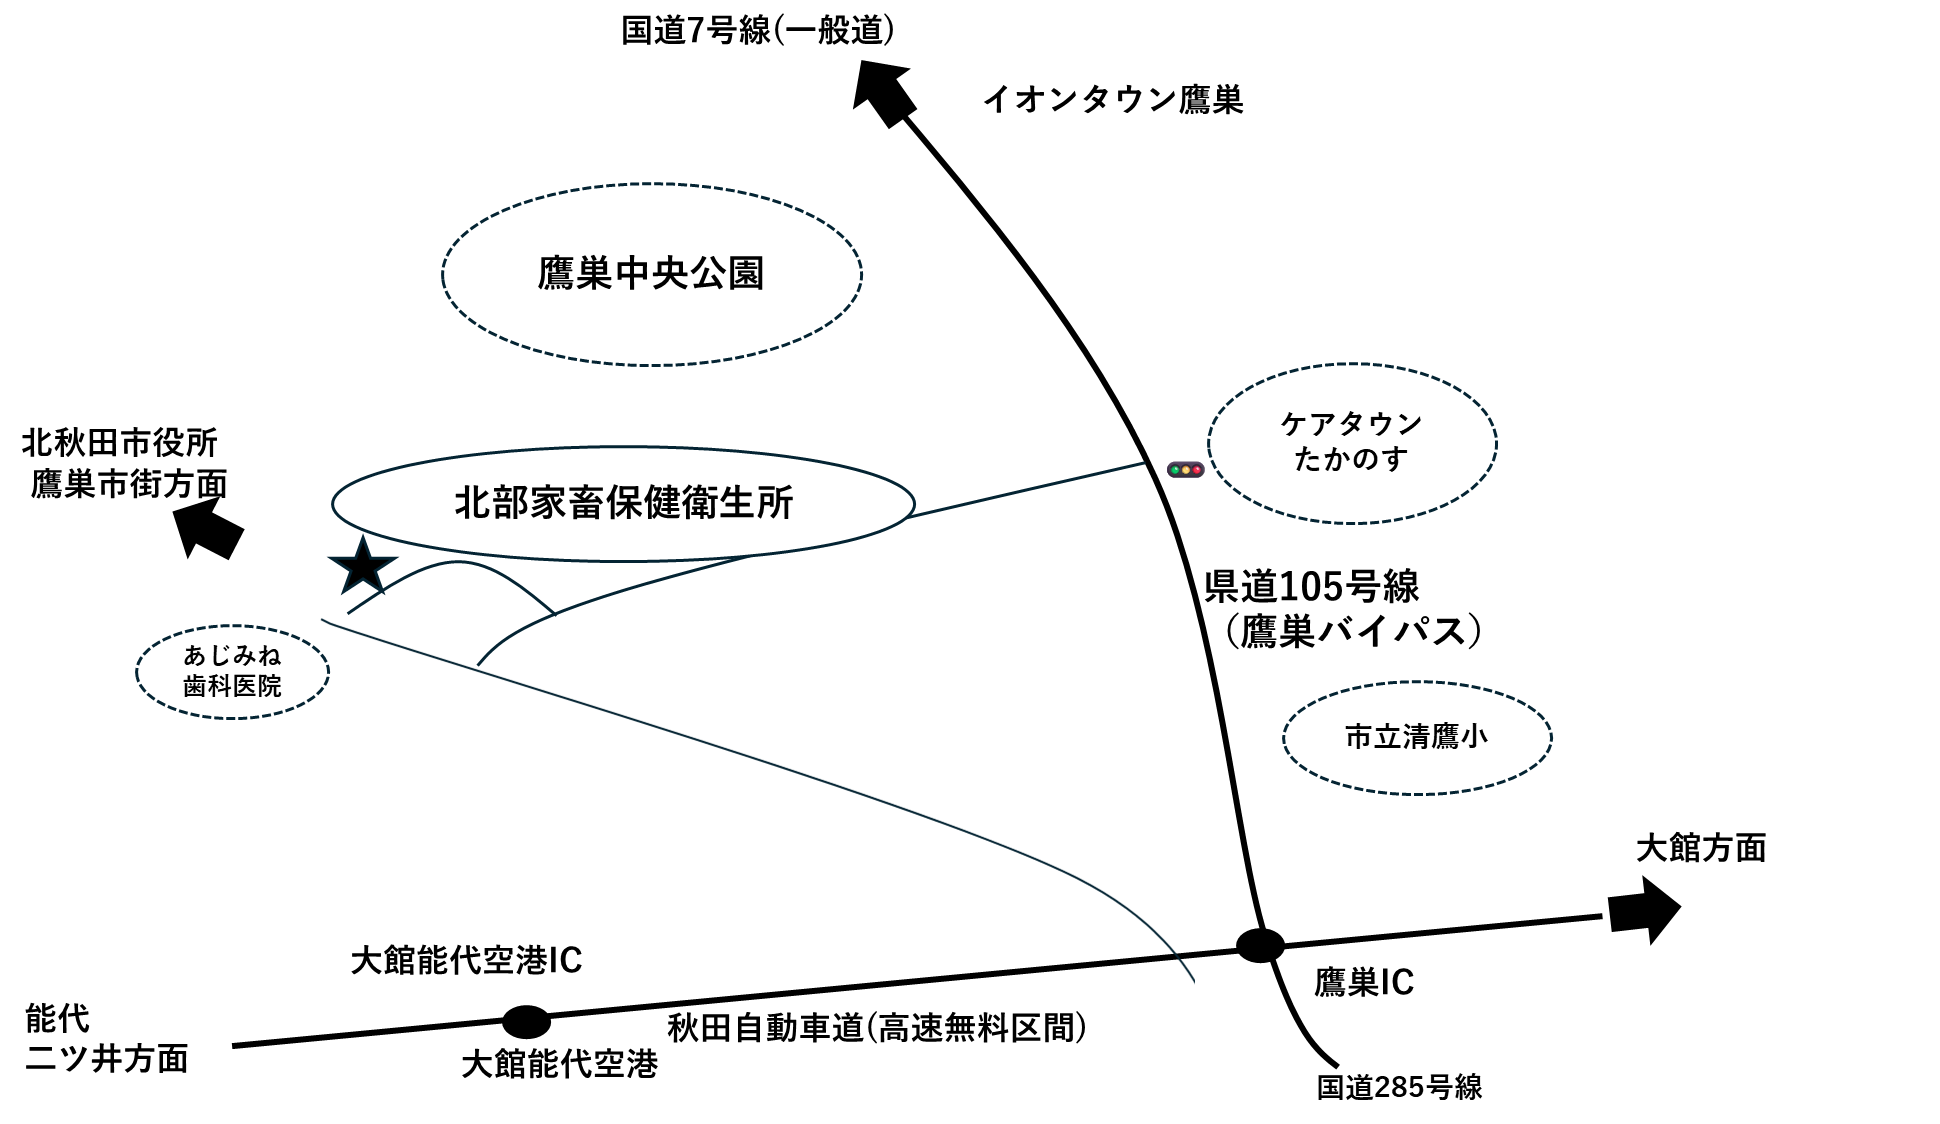 国道7号線(一般道)
イオンタウン鷹巣
鷹巣中央公園
ケアタウン
たかのす
北秋田市役所
鷹巣市街方面
北部家畜保健衛生所
県道105号線
（鷹巣バイパス）
あじみね
歯科医院
市立清鷹小
大館方面
大館能代空港IC
鷹巣IC
能代
二ツ井方面
秋田自動車道(高速無料区間)
大館能代空港
国道285号線